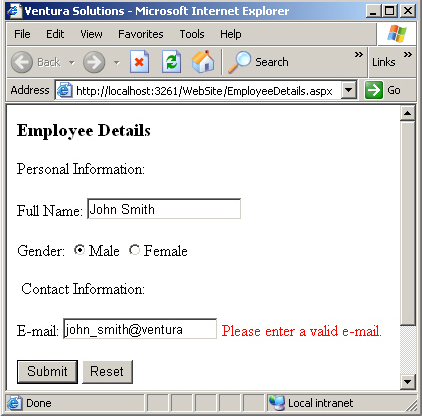 Ventura Solutions - Microsoft Internet Explorer
File Edit View Favorites Tools Help
Back Search » Links »
Address http://localhost:3261/WebSite/EmployeeDetails.aspx Go
Employee Details
Personal Information:
Full Name: John Smith
Gender: Male Female
Contact Information:
E-mail: john_smith@ventura Please enter a valid e-mail.
Submit Reset
Done Local intranet